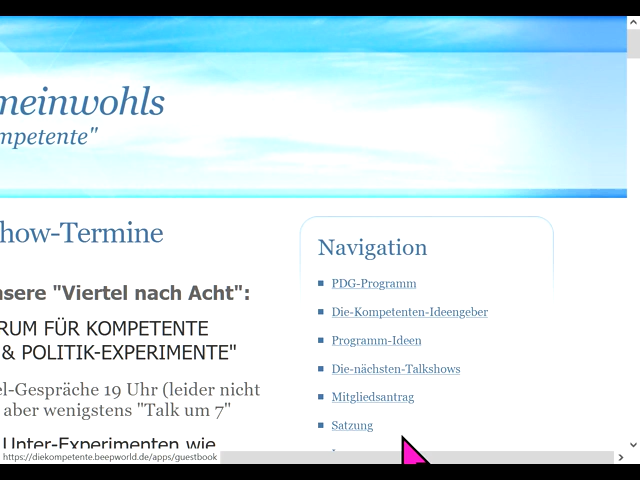 meinwohls
mpetente"
how-Termine
Navigation
nsere "Viertel nach Acht":
RUM FÜR KOMPETENTE
& POLITIK-EXPERIMENTE"
el-Gespräche 19 Uhr (leider nicht
aber wenigstens "Talk um 7"
Unter-Experimenten wie
PDG-Programm
Die-Kompetenten-Ideengeber
Programm-Ideen
Die-nächsten-Talkshows
Mitgliedsantrag
Satzung
https://diekompetente.beepworld.de/apps/guestbook